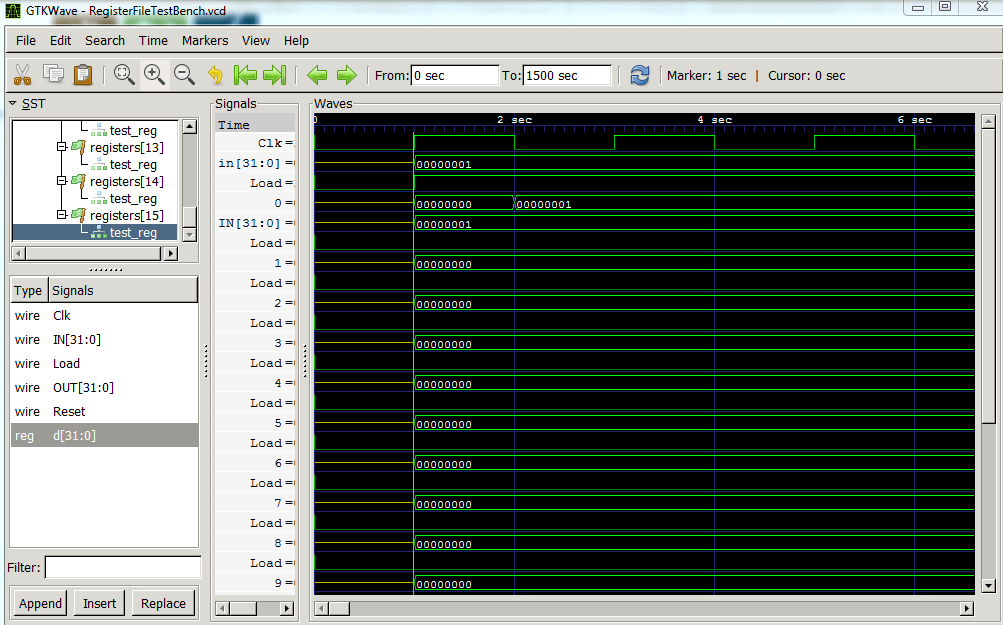 GTKWave - RegisterFileTestBench.vcd
File Edit Search Time Markers View Help
From: 0 sec To: 1500 sec Marker: 1 sec | Cursor: 0 sec
SST
test_reg
registers[13]
test_reg
registers[14]
test_reg
registers[15]
test_reg
Type Signals
wire Clk
wire IN[31:0]
wire Load
wire OUT[31:0]
wire Reset
reg d[31:0]
Filter:
Append Insert Replace
Signals
Time
Clk =
in[31:0] =
Load =
0 =
IN[31:0] =
Load =
1 =
Load =
2 =
Load =
3 =
Load =
4 =
Load =
5 =
Load =
6 =
Load =
7 =
Load =
8 =
Load =
9 =
Waves
0 2 sec 4 sec 6 sec
00000001
00000000 00000001
00000001
00000000
00000000
00000000
00000000
00000000
00000000
00000000
00000000
00000000